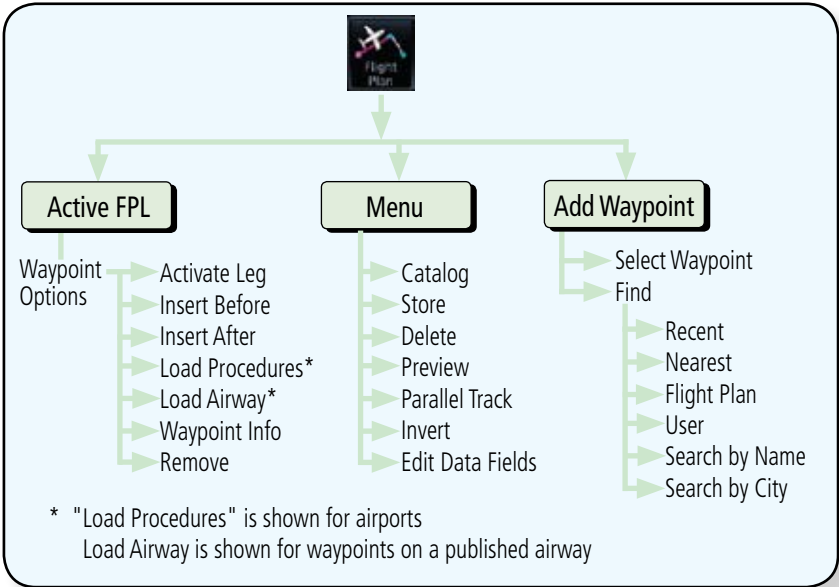 Flight
Plan
Active FPL
Waypoint
Options
Activate Leg
Insert Before
Insert After
Load Procedures*
Load Airway*
Waypoint Info
Remove
Menu
Catalog
Store
Delete
Preview
Parallel Track
Invert
Edit Data Fields
Add Waypoint
Select Waypoint
Find
Recent
Nearest
Flight Plan
User
Search by Name
Search by City
* "Load Procedures" is shown for airports
Load Airway is shown for waypoints on a published airway